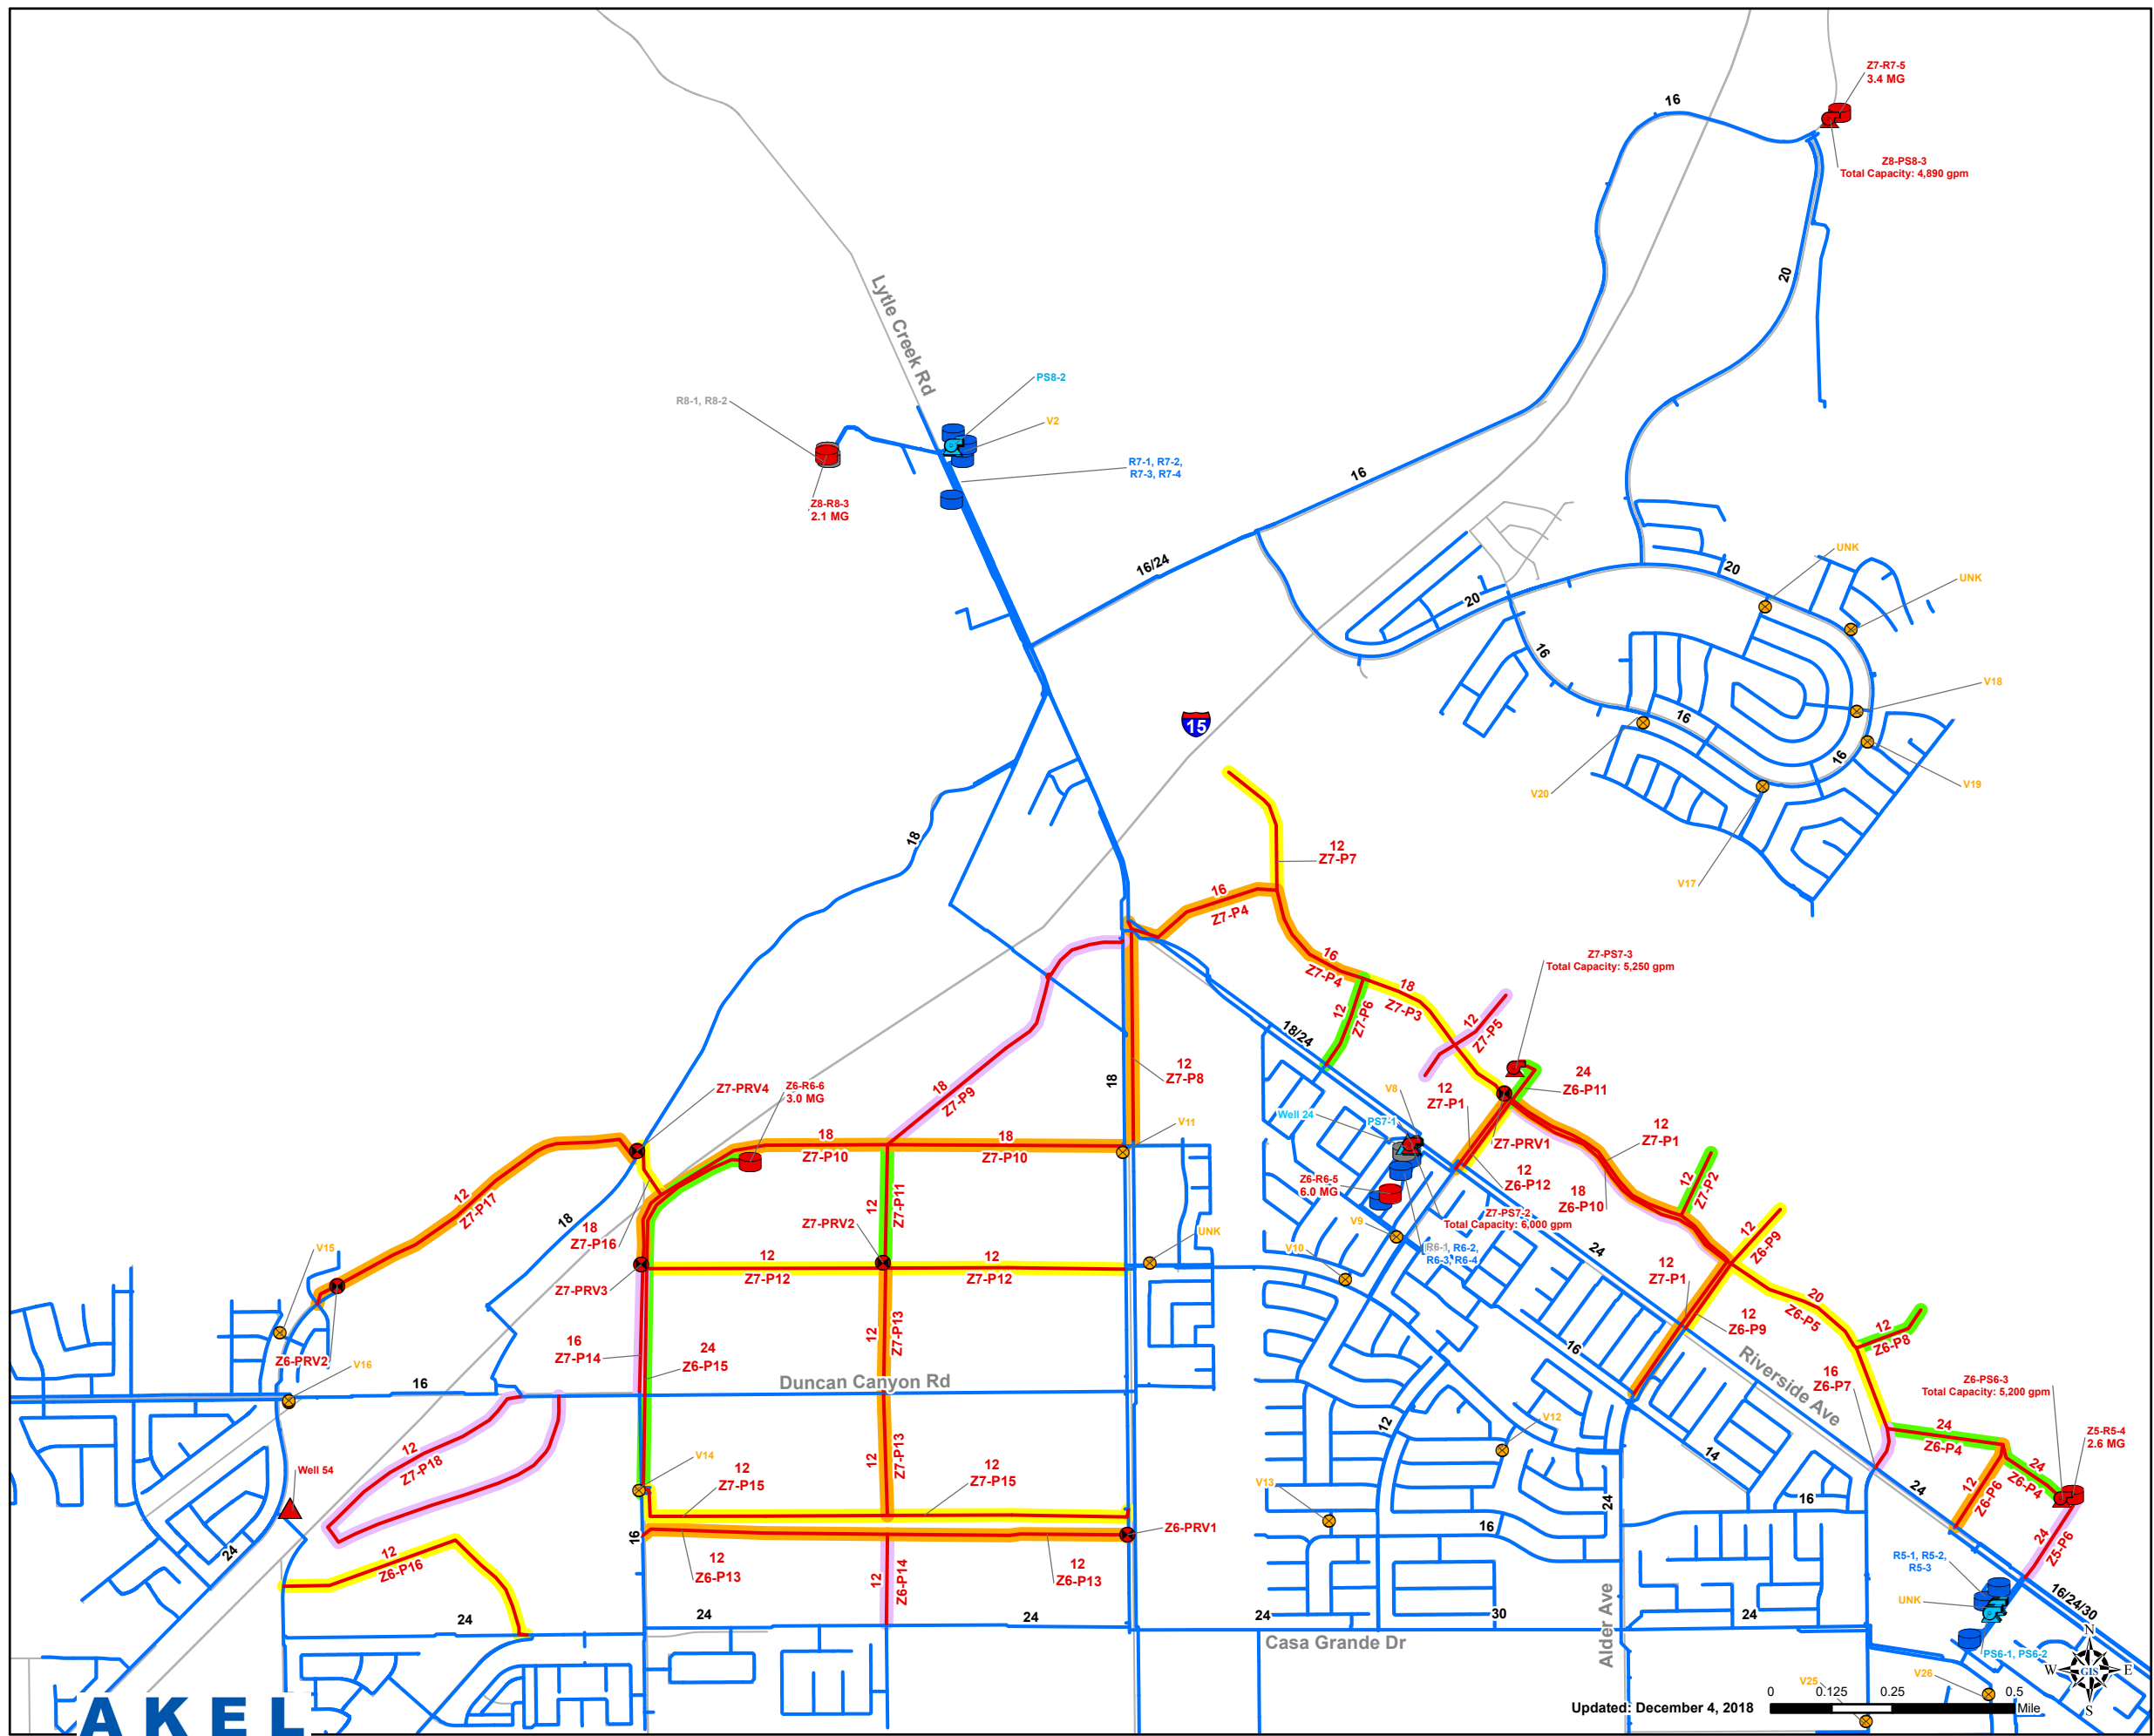 Z7-R7-5
3.4 MG
16
Z8-PS8-3
Total Capacity: 4,890 gpm
20
Lytle Creek Rd
PS8-2
R8-1, R8-2
V2
R7-1, R7-2,
R7-3, R7-4
16
Z8-R8-3
2.1 MG
16/24
UNK
20
UNK
20
16
V18
16
15
16
V20
V19
18
12
Z7-P7
V17
16
Z7-P4
16
Z7-P4
Z7-PS7-3
Total Capacity: 5,250 gpm
18
Z7-P3
12
Z7-P6
12
Z7-P5
18/24
12
Z7-P8
18
24
Z6-P11
Z7-PRV4
Z6-R6-6
3.0 MG
18
Z7-P9
V8
12
Z7-P1
Well 24
PS7-1
V11
12
Z7-P1
Z7-PRV1
18
Z7-P10
18
Z7-P10
12
Z6-P12
12
Z7-P2
12
Z7-P17
12
Z7-P11
Z6-R6-5
6.0 MG
18
Z6-P10
Z7-PS7-2
Total Capacity: 6,000 gpm
18
18
Z7-P16
Z7-PRV2
V9
12
Z6-P9
V15
UNK
V10
R6-1, R6-2,
R6-3, R6-4
24
12
Z7-P12
12
Z7-P12
12
Z7-P1
Z7-PRV3
20
Z6-P5
12
Z6-P9
12
Z7-P13
12
Z6-P8
16
Z7-P14
24
Z6-P15
16
Z6-PRV2
V16
Riverside Ave
16
Z6-P7
Duncan Canyon Rd
16
Z6-PS6-3
Total Capacity: 5,200 gpm
12
V12
24
Z6-P4
Z5-R5-4
2.6 MG
12
Z7-P18
12
Z7-P13
V14
14
24
Z6-P4
Well 54
12
Z7-P15
12
Z7-P15
V13
24
12
Z6-P6
24
16
16
16
Z6-PRV1
24
Z5-P6
24
12
Z6-P16
12
Z6-P13
12
Z6-P13
12
Z6-P14
R5-1, R5-2,
R5-3
UNK
16/24/30
24
24
24
24
30
24
Alder Ave
Casa Grande Dr
PS6-1, PS6-2
N
W
GIS
E
S
V25
V26
0
0.125
0.25
0.5
Mile
Updated: December 4, 2018
AKEL